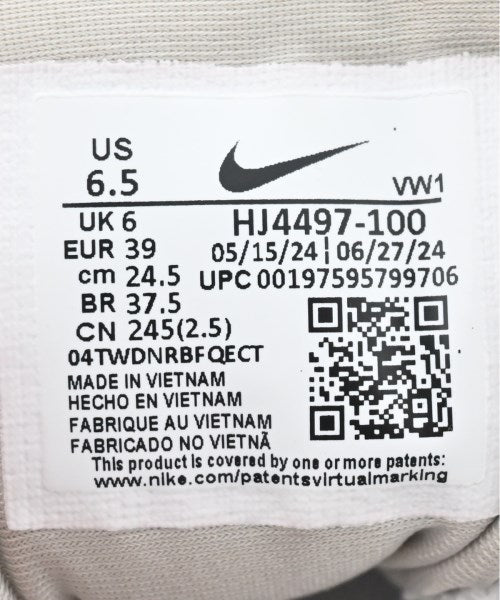 US
6.5
VW1
UK 6
HJ4497-100
EUR 39
05/15/24 | 06/27/24
cm 24.5
UPC 00197595799706
BR 37.5
CN 245(2.5)
04TWDNRBFQECT
MADE IN VIETNAM
HECHO EN VIETNAM
FABRIQUE AU VIETNAM
FABRICADO NO VIETNÃ
This product is covered by one or more patents:
www.nike.com/patentsvirtualmarking